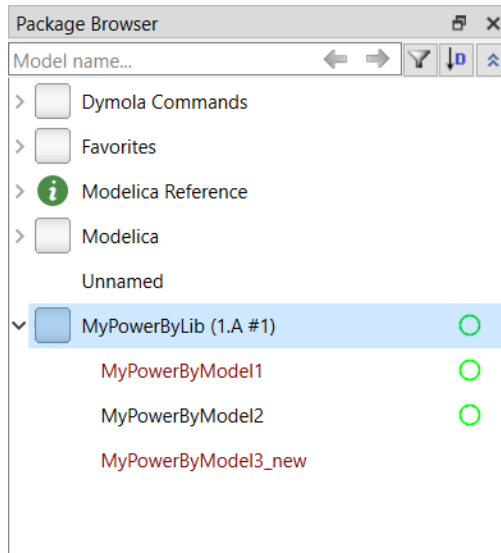 Package Browser
Model name...
Dymola Commands
Favorites
Modelica Reference
Modelica
Unnamed
MyPowerByLib (1.A #1)
MyPowerByModel1
MyPowerByModel2
MyPowerByModel3_new